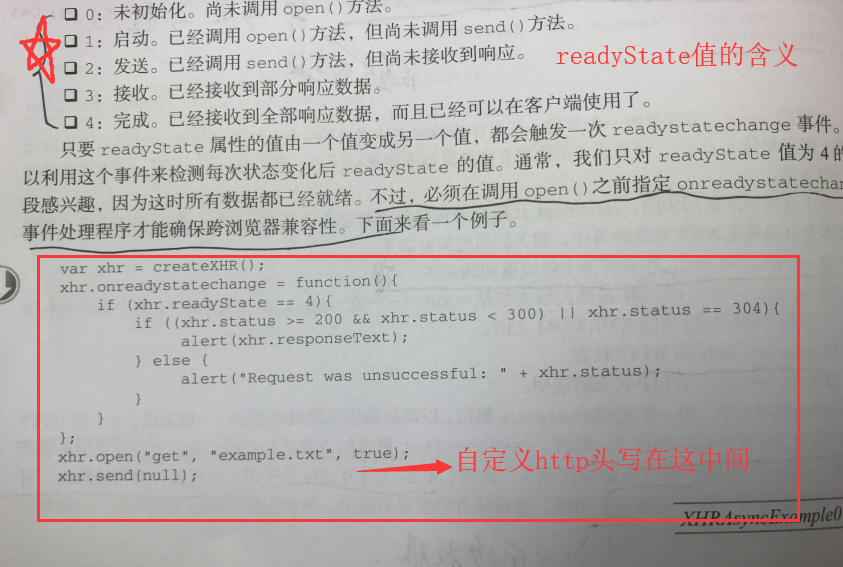 ❑ 0：未初始化。尚未调用 open()方法。
❑ 1：启动。已经调用 open()方法，但尚未调用 send()方法。
❑ 2：发送。已经调用 send()方法，但尚未接收到响应。
readyState值的含义
❑ 3：接收。已经接收到部分响应数据。
❑ 4：完成。已经接收到全部响应数据，而且已经可以在客户端使用了。
只要 readyState 属性的值由一个值变成另一个值，都会触发一次 readystatechange 事件。
以利用这个事件来检测每次状态变化后 readyState 的值。通常，我们只对 readyState 值为 4 的
段感兴趣，因为这时所有数据都已经就绪。不过，必须在调用 open()之前指定 onreadystatechan
事件处理程序才能确保跨浏览器兼容性。下面来看一个例子。
var xhr = createXHR();
xhr.onreadystatechange = function(){
if (xhr.readyState == 4){
if ((xhr.status >= 200 && xhr.status < 300) || xhr.status == 304){
alert(xhr.responseText);
} else {
alert("Request was unsuccessful: " + xhr.status);
}
}
};
xhr.open("get", "example.txt", true);
自定义http头写在这中间
xhr.send(null);
XHRAsyncExample0